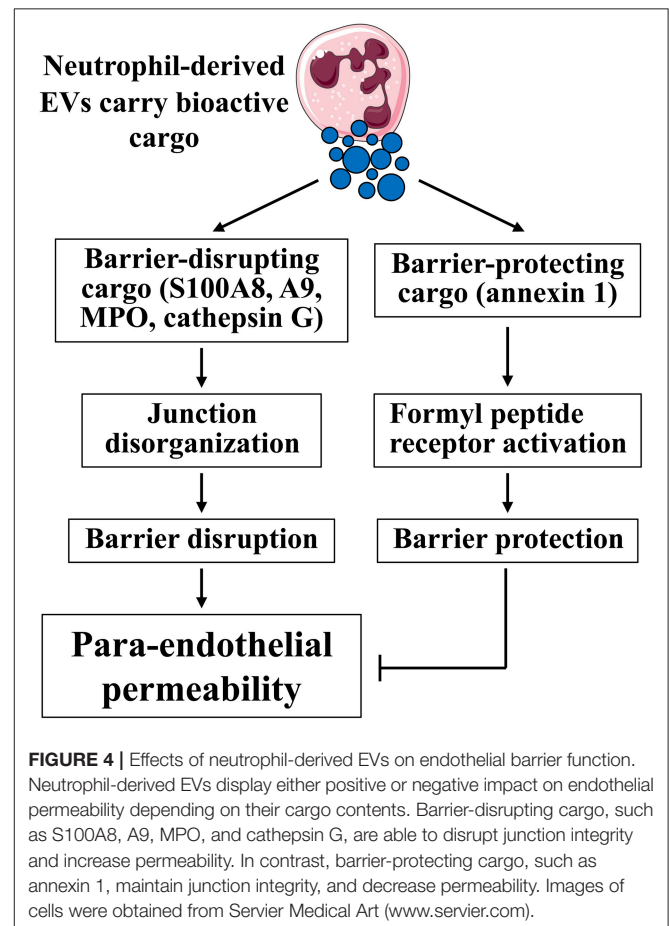 Neutrophil-derived
EVs carry bioactive
cargo
Barrier-disrupting
cargo (S100A8, A9,
MPO, cathepsin G)
Barrier-protecting
cargo (annexin 1)
Junction
disorganization
Formyl peptide
receptor activation
Barrier disruption
Barrier protection
Para-endothelial
permeability
FIGURE 4 | Effects of neutrophil-derived EVs on endothelial barrier function.
Neutrophil-derived EVs display either positive or negative impact on endothelial
permeability depending on their cargo contents. Barrier-disrupting cargo, such
as S100A8, A9, MPO, and cathepsin G, are able to disrupt junction integrity
and increase permeability. In contrast, barrier-protecting cargo, such as
annexin 1, maintain junction integrity, and decrease permeability. Images of
cells were obtained from Servier Medical Art (www.servier.com).